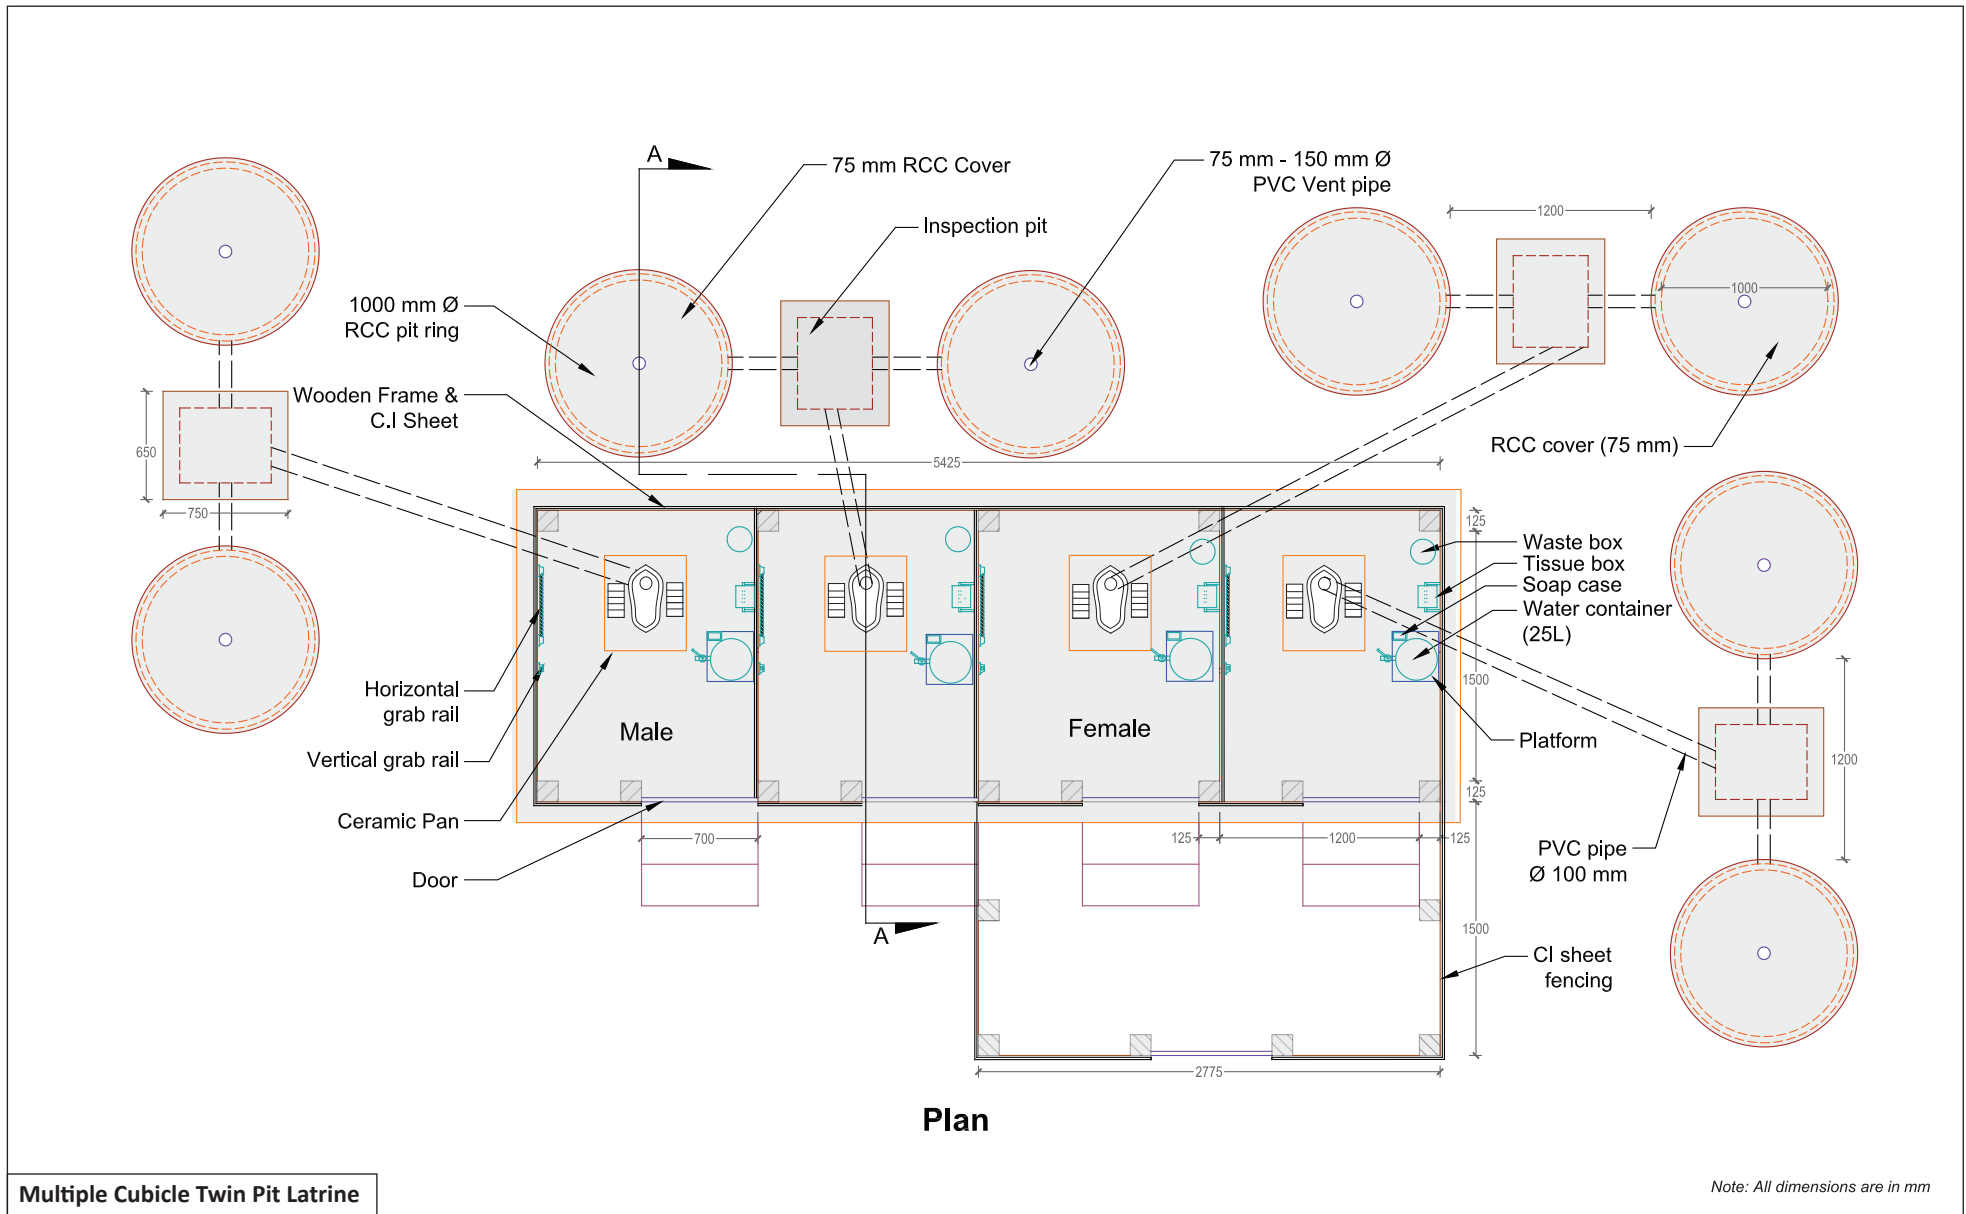 A
75 mm RCC Cover
75 mm - 150 mm Ø
PVC Vent pipe
Inspection pit
1200
1000 mm Ø
RCC pit ring
1000
Wooden Frame &
C.I Sheet
RCC cover (75 mm)
650
5425
750
125
Waste box
Tissue box
Soap case
Water container
(25L)
1500
Horizontal
grab rail
Male
Female
Vertical grab rail
Platform
1200
125
Ceramic Pan
700
125
1200
125
PVC pipe
Ø 100 mm
Door
A
1500
CI sheet
fencing
2775
Plan
Multiple Cubicle Twin Pit Latrine
Note: All dimensions are in mm